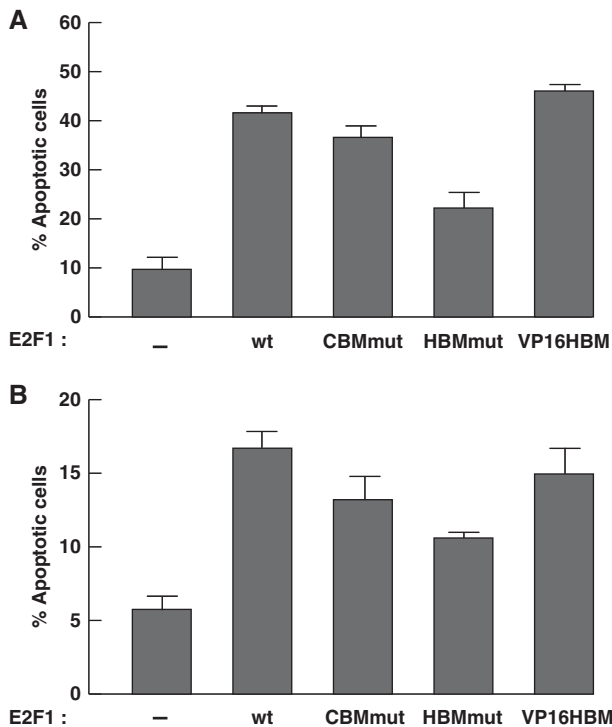 A
60
50
40
30
20
10
0
% Apoptotic cells
E2F1 : – wt CBMmut HBMmut VP16HBM
B
20
15
10
5
0
% Apoptotic cells
E2F1 : – wt CBMmut HBMmut VP16HBM